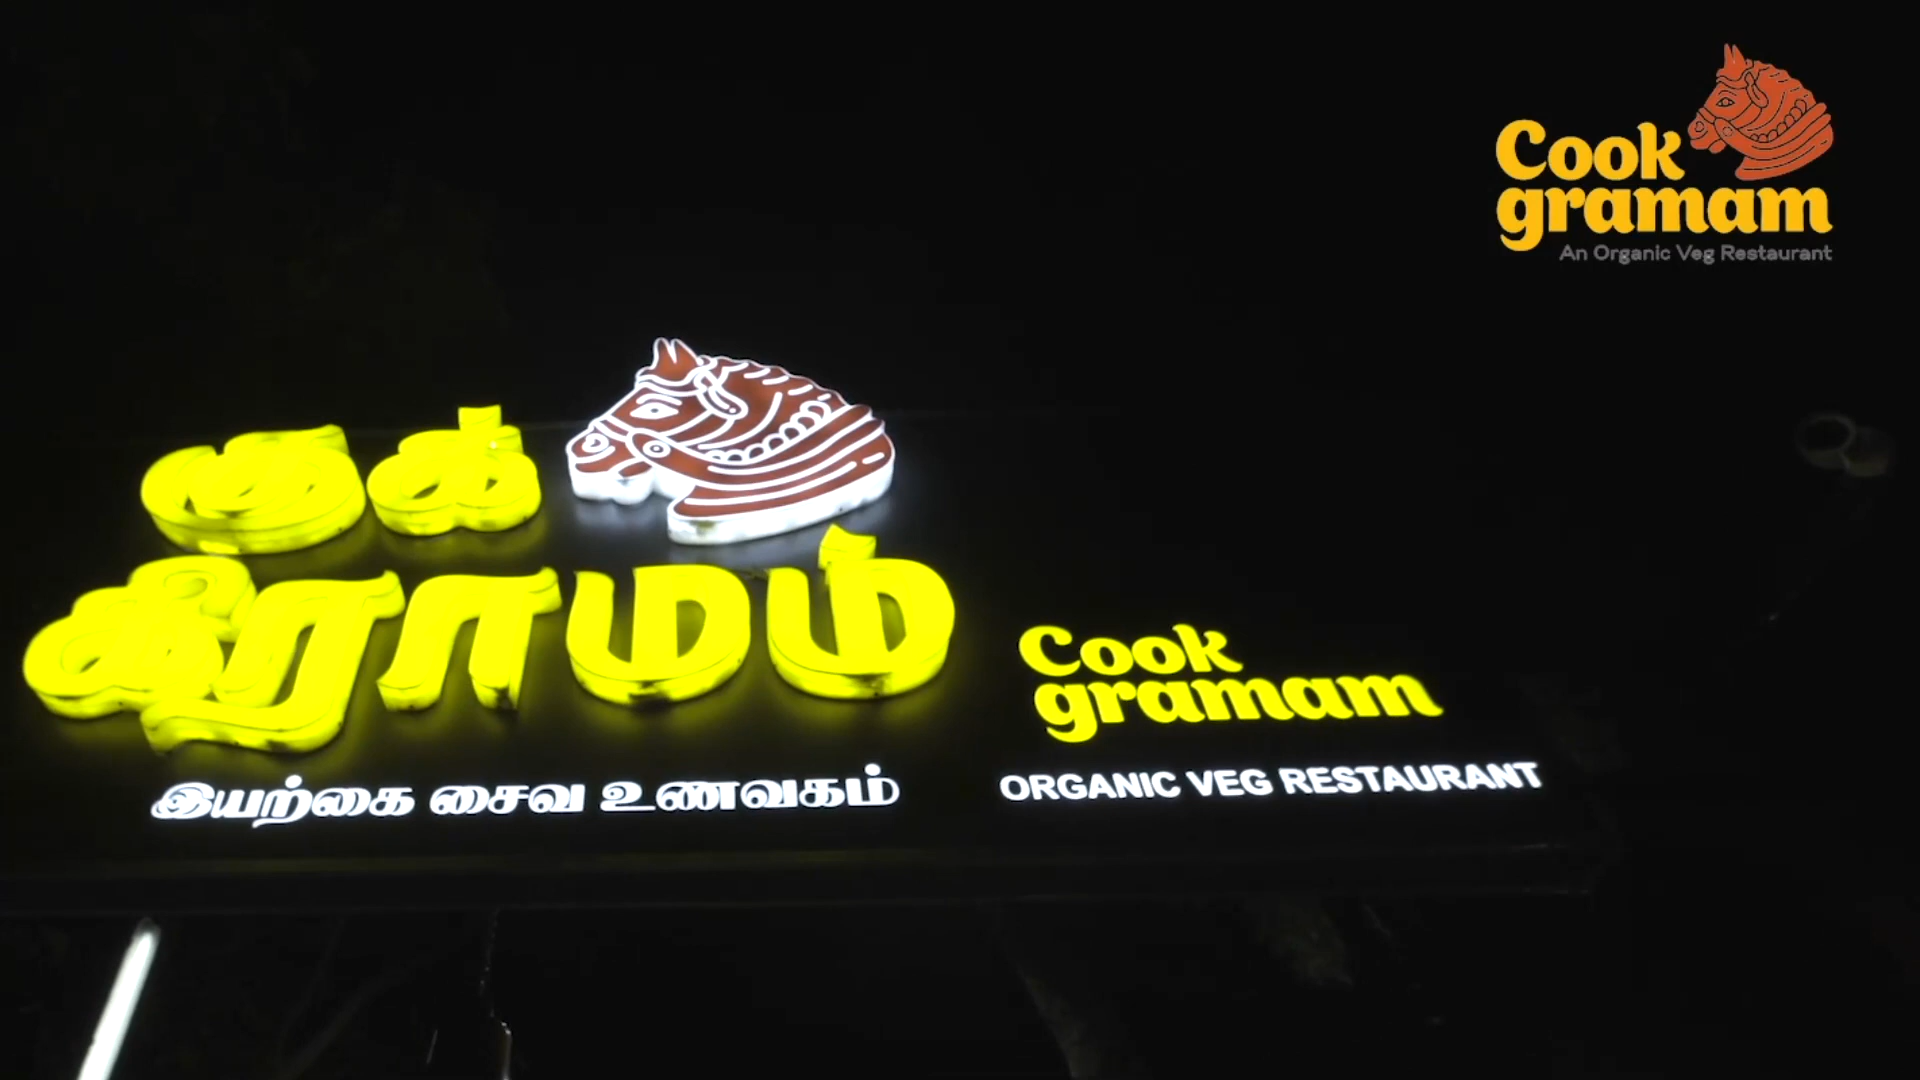 Cook
gramam
An Organic Veg Restaurant
குக்
கிராமம்
இயற்கை சைவ உணவகம்
Cook
gramam
ORGANIC VEG RESTAURANT